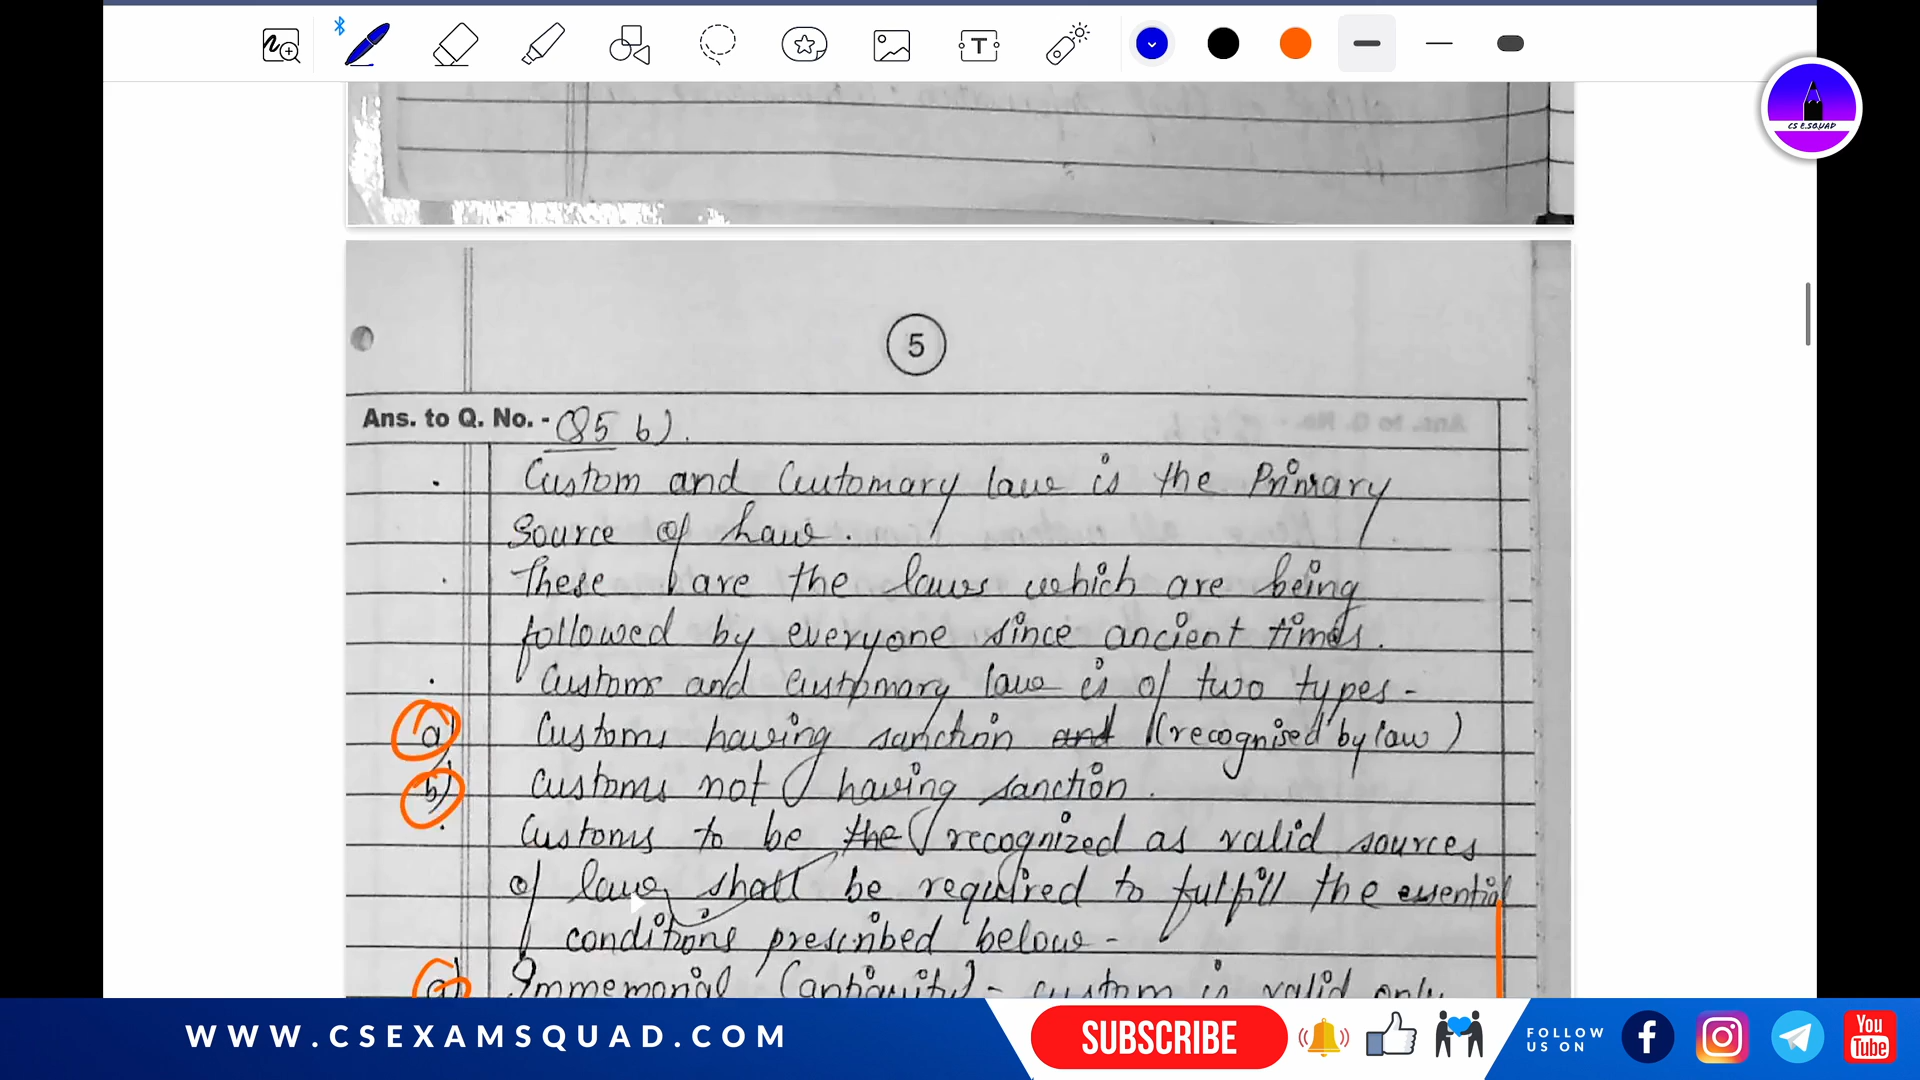 T
CS E.SQUAD
5
Ans. to Q. No. - Q5 b).
Custom and Cutomary law is the Primary
Source of Law.
These are the laws which are being
followed by everyone since ancient times.
Customs and customary law is of two types -
a) Customs having sanction and (recognised by law)
b) Customs not having sanction.
Customs to be the recognized as valid sources
of law, shall be required to fulfill the essential
conditions prescribed below -
a) Immemorial (antiquity) - custom is valid only
WWW.CSEXAMSQUAD.COM
SUBSCRIBE
FOLLOW
US ON
You
Tube